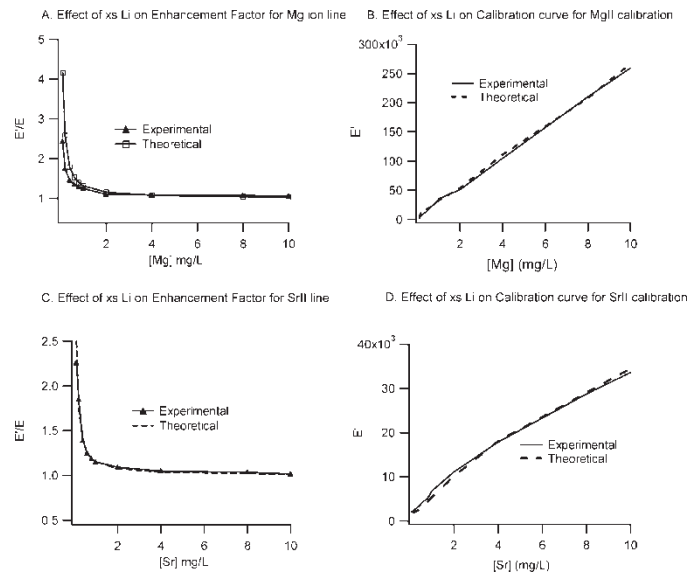 A. Effect of xs Li on Enhancement Factor for Mg ion line
E'/E
5
4
3
2
1
Experimental
Theoretical
2 4 6 8 10
[Mg] mg/L
B. Effect of xs Li on Calibration curve for MgII calibration
E'
300x10³
250
200
150
100
50
0
Experimental
Theoretical
0 2 4 6 8 10
[Mg] (mg/L)
C. Effect of xs Li on Enhancement Factor for SrII line
E'/E
2.5
2.0
1.5
1.0
0.5
Experimental
Theoretical
2 4 6 8 10
[Sr] mg/L
D. Effect of xs Li on Calibration curve for SrII calibration
E'
40x10³
30
20
10
0
Experimental
Theoretical
0 2 4 6 8 10
[Sr] (mg/L)